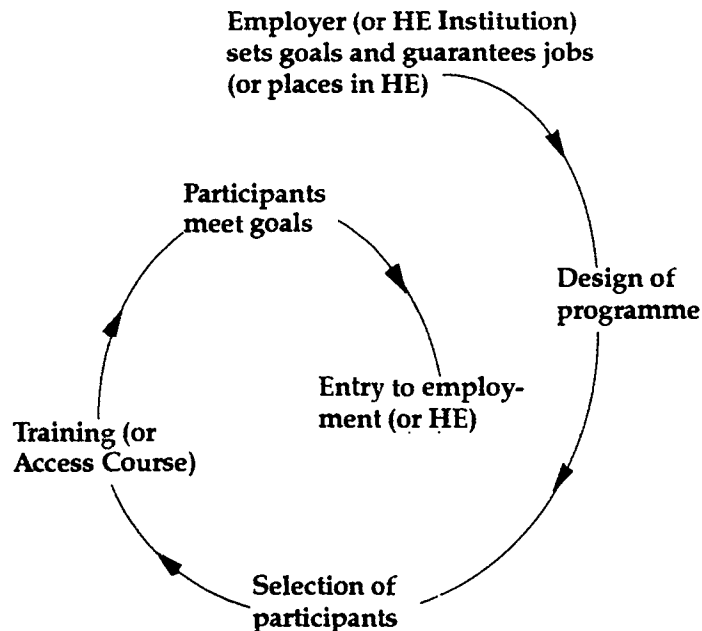 Employer (or HE Institution)
sets goals and guarantees jobs
(or places in HE)
Participants
meet goals
Design of
programme
Entry to employ-
ment (or HE)
Training (or
Access Course)
Selection of
participants